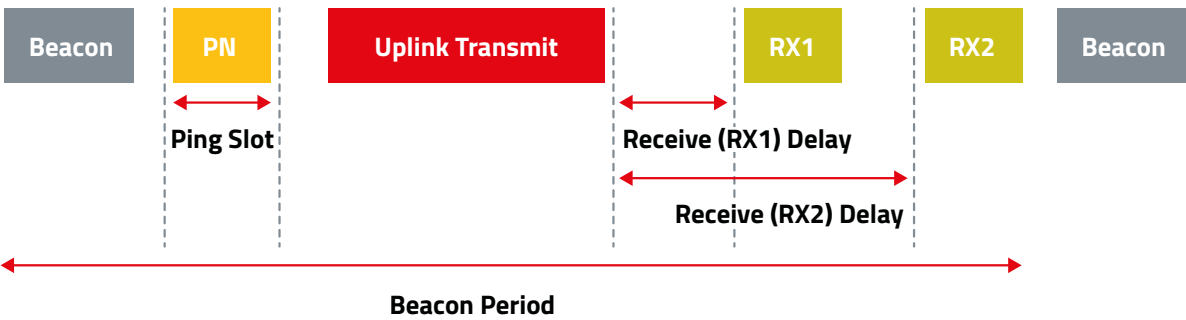 Beacon
PN
Uplink Transmit
RX1
RX2
Beacon
Ping Slot
Receive (RX1) Delay
Receive (RX2) Delay
Beacon Period